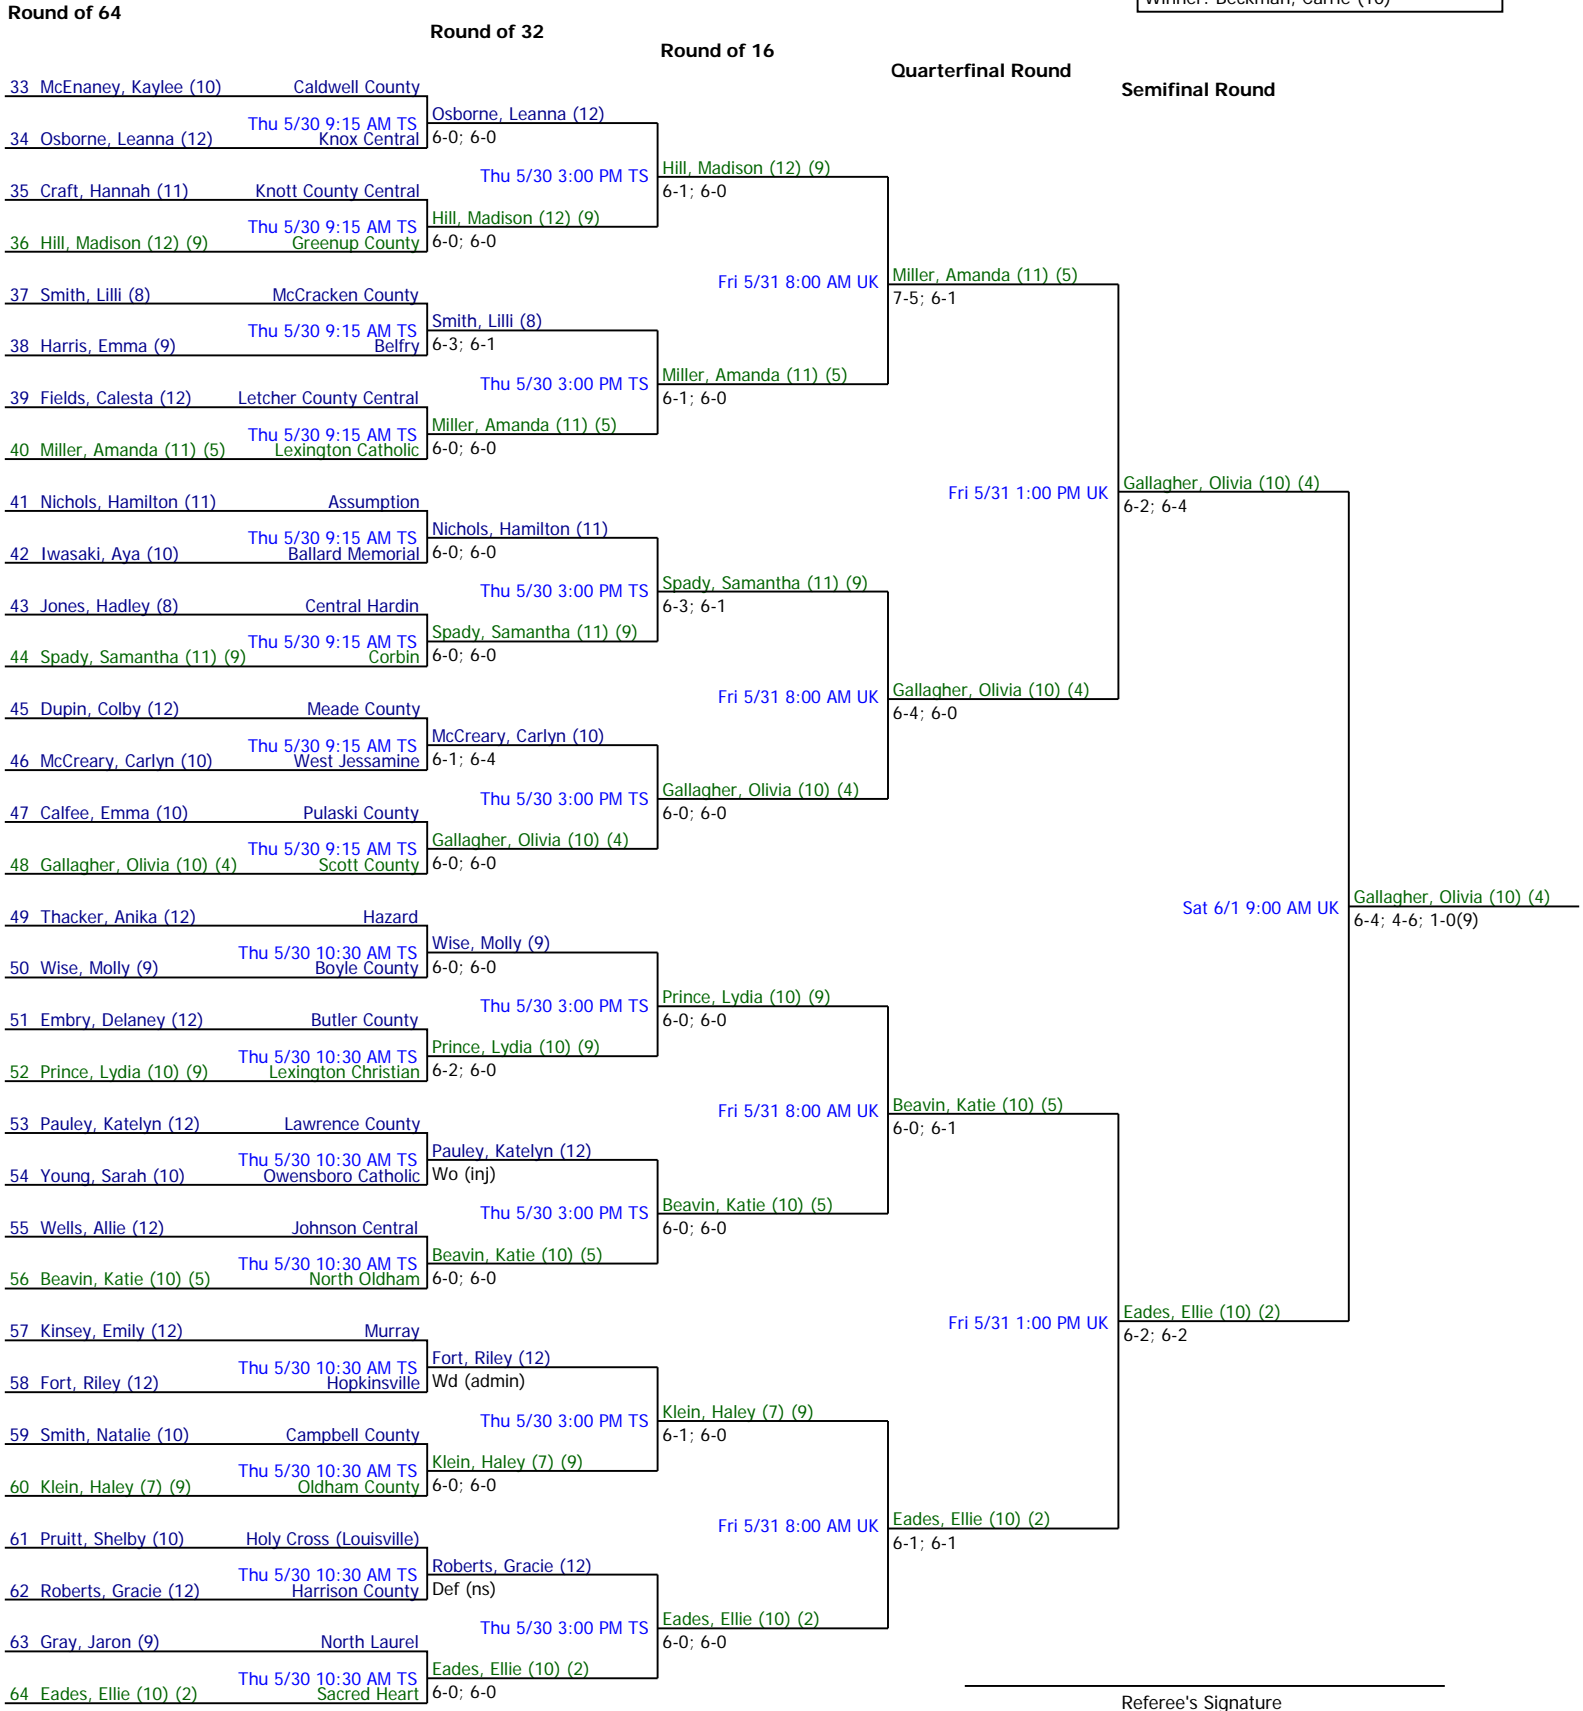 Winner: Beckman, Carrie (10)
Round of 64
Round of 32
Round of 16
Quarterfinal Round
Semifinal Round
33 McEnaney, Kaylee (10) Caldwell County
Thu 5/30 9:15 AM TS
34 Osborne, Leanna (12) Knox Central
35 Craft, Hannah (11) Knott County Central
Thu 5/30 9:15 AM TS
36 Hill, Madison (12) (9) Greenup County
37 Smith, Lilli (8) McCracken County
Thu 5/30 9:15 AM TS
38 Harris, Emma (9) Belfry
39 Fields, Calesta (12) Letcher County Central
Thu 5/30 9:15 AM TS
40 Miller, Amanda (11) (5) Lexington Catholic
41 Nichols, Hamilton (11) Assumption
Thu 5/30 9:15 AM TS
42 Iwasaki, Aya (10) Ballard Memorial
43 Jones, Hadley (8) Central Hardin
Thu 5/30 9:15 AM TS
44 Spady, Samantha (11) (9) Corbin
45 Dupin, Colby (12) Meade County
Thu 5/30 9:15 AM TS
46 McCreary, Carlyn (10) West Jessamine
47 Calfee, Emma (10) Pulaski County
Thu 5/30 9:15 AM TS
48 Gallagher, Olivia (10) (4) Scott County
49 Thacker, Anika (12) Hazard
Thu 5/30 10:30 AM TS
50 Wise, Molly (9) Boyle County
51 Embry, Delaney (12) Butler County
Thu 5/30 10:30 AM TS
52 Prince, Lydia (10) (9) Lexington Christian
53 Pauley, Katelyn (12) Lawrence County
Thu 5/30 10:30 AM TS
54 Young, Sarah (10) Owensboro Catholic
55 Wells, Allie (12) Johnson Central
Thu 5/30 10:30 AM TS
56 Beavin, Katie (10) (5) North Oldham
57 Kinsey, Emily (12) Murray
Thu 5/30 10:30 AM TS
58 Fort, Riley (12) Hopkinsville
59 Smith, Natalie (10) Campbell County
Thu 5/30 10:30 AM TS
60 Klein, Haley (7) (9) Oldham County
61 Pruitt, Shelby (10) Holy Cross (Louisville)
Thu 5/30 10:30 AM TS
62 Roberts, Gracie (12) Harrison County
63 Gray, Jaron (9) North Laurel
Thu 5/30 10:30 AM TS
64 Eades, Ellie (10) (2) Sacred Heart
Osborne, Leanna (12)
6-0; 6-0
Thu 5/30 3:00 PM TS
Hill, Madison (12) (9)
6-0; 6-0
Smith, Lilli (8)
6-3; 6-1
Thu 5/30 3:00 PM TS
Miller, Amanda (11) (5)
6-0; 6-0
Nichols, Hamilton (11)
6-0; 6-0
Thu 5/30 3:00 PM TS
Spady, Samantha (11) (9)
6-0; 6-0
McCreary, Carlyn (10)
6-1; 6-4
Thu 5/30 3:00 PM TS
Gallagher, Olivia (10) (4)
6-0; 6-0
Wise, Molly (9)
6-0; 6-0
Thu 5/30 3:00 PM TS
Prince, Lydia (10) (9)
6-2; 6-0
Pauley, Katelyn (12)
Wo (inj)
Thu 5/30 3:00 PM TS
Beavin, Katie (10) (5)
6-0; 6-0
Fort, Riley (12)
Wd (admin)
Thu 5/30 3:00 PM TS
Klein, Haley (7) (9)
6-0; 6-0
Roberts, Gracie (12)
Def (ns)
Thu 5/30 3:00 PM TS
Eades, Ellie (10) (2)
6-0; 6-0
Hill, Madison (12) (9)
6-1; 6-0
Fri 5/31 8:00 AM UK
Miller, Amanda (11) (5)
6-1; 6-0
Spady, Samantha (11) (9)
6-3; 6-1
Fri 5/31 8:00 AM UK
Gallagher, Olivia (10) (4)
6-0; 6-0
Prince, Lydia (10) (9)
6-0; 6-0
Fri 5/31 8:00 AM UK
Beavin, Katie (10) (5)
6-0; 6-0
Klein, Haley (7) (9)
6-1; 6-0
Fri 5/31 8:00 AM UK
Eades, Ellie (10) (2)
6-0; 6-0
Miller, Amanda (11) (5)
7-5; 6-1
Fri 5/31 1:00 PM UK
Gallagher, Olivia (10) (4)
6-4; 6-0
Beavin, Katie (10) (5)
6-0; 6-1
Fri 5/31 1:00 PM UK
Eades, Ellie (10) (2)
6-1; 6-1
Gallagher, Olivia (10) (4)
6-2; 6-4
Sat 6/1 9:00 AM UK
Eades, Ellie (10) (2)
6-2; 6-2
Gallagher, Olivia (10) (4)
6-4; 4-6; 1-0(9)
Referee's Signature